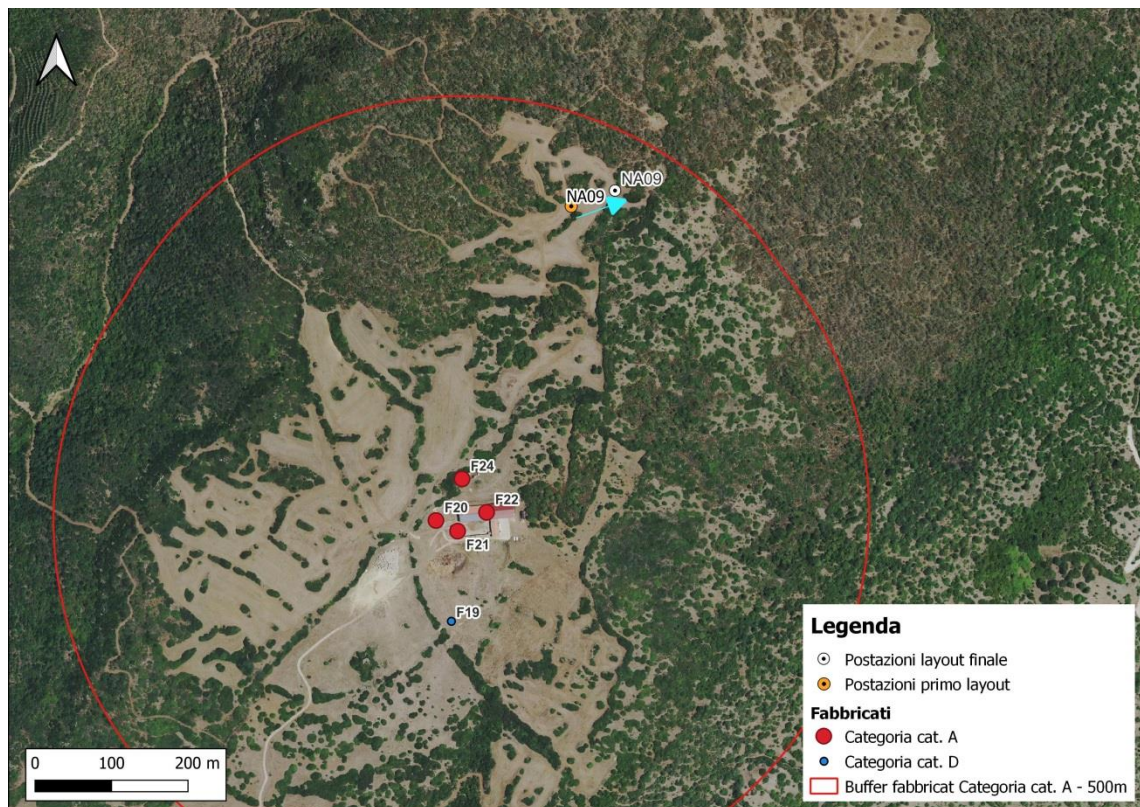 NA09
NA09
F24
F20
F22
F21
F19
0
100
200 m
Legenda
Postazioni layout finale
Postazioni primo layout
Fabbricati
Categoria cat. A
Categoria cat. D
Buffer fabbricat Categoria cat. A - 500m